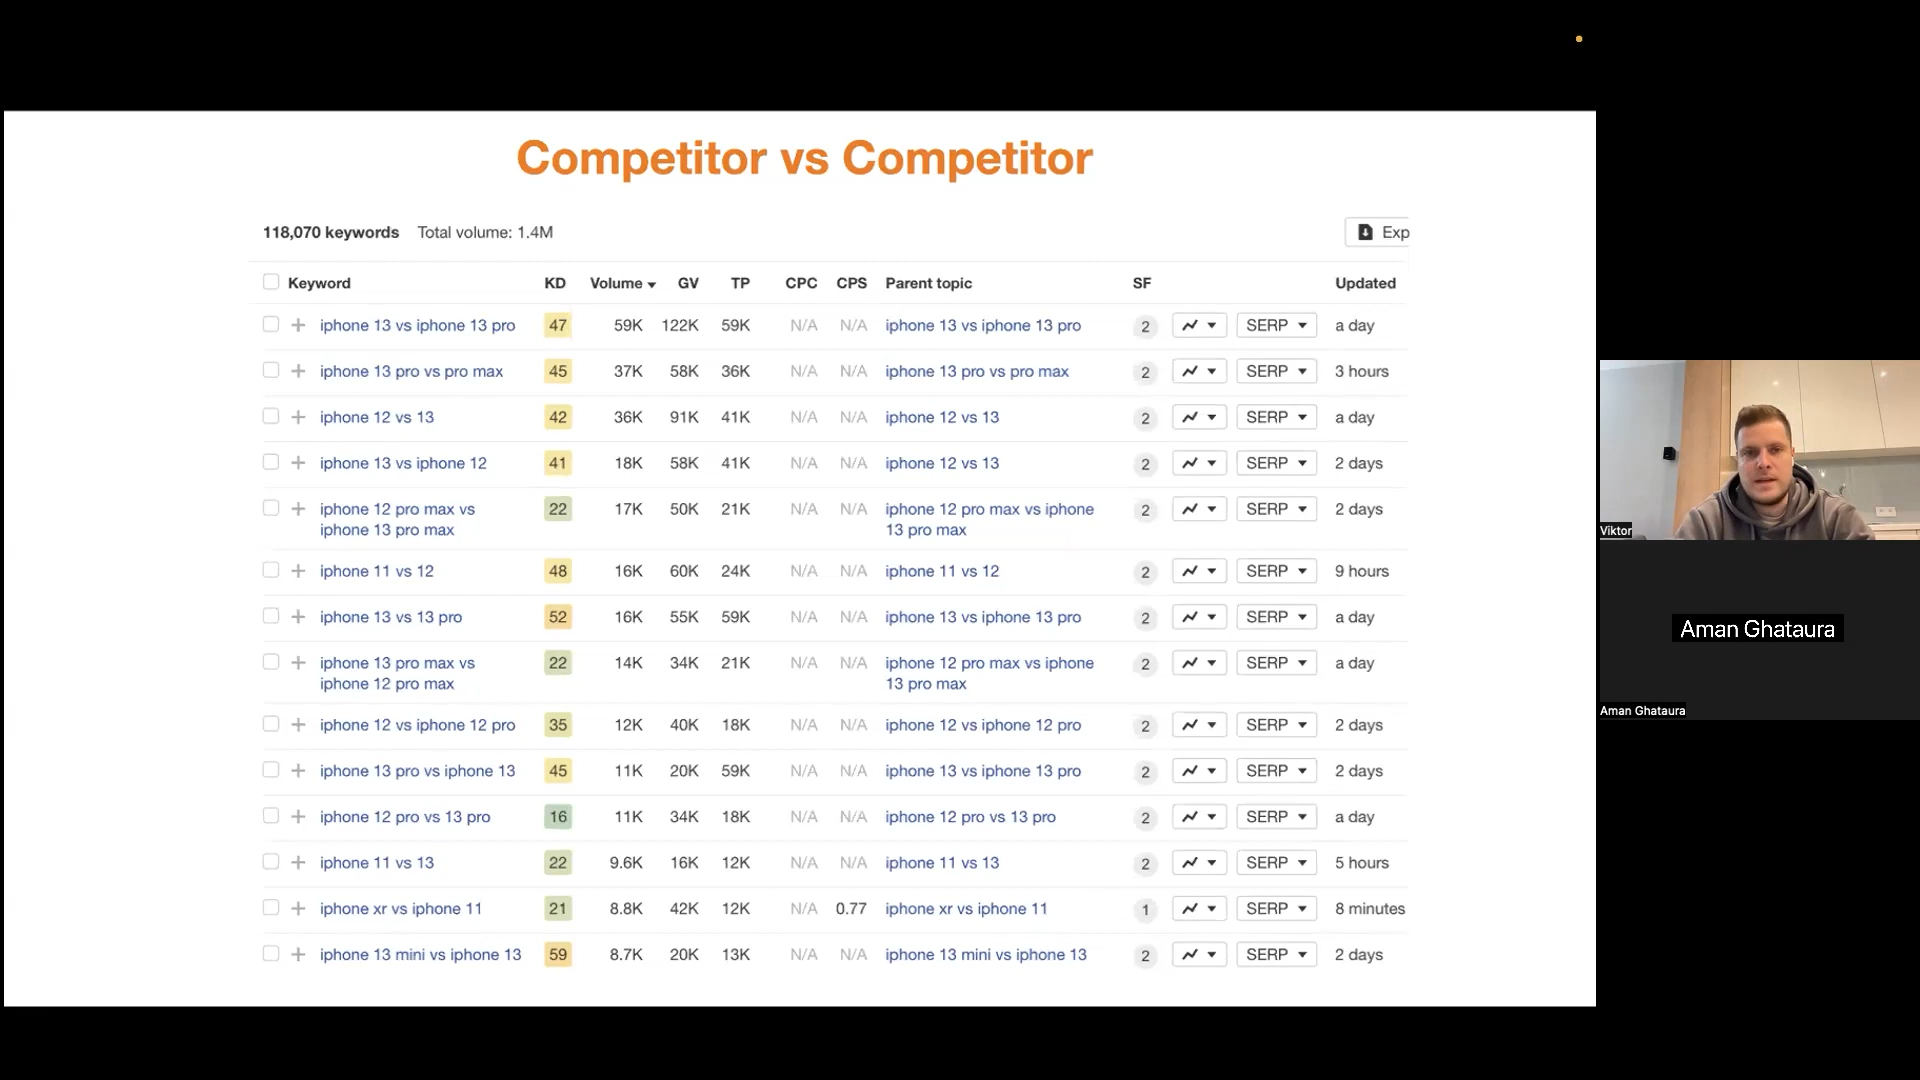 Competitor vs Competitor
118,070 keywords Total volume: 1.4M Exp
Keyword KD Volume GV TP CPC CPS Parent topic SF Updated
iphone 13 vs iphone 13 pro 47 59K 122K 59K N/A N/A iphone 13 vs iphone 13 pro 2 SERP a day
iphone 13 pro vs pro max 45 37K 58K 36K N/A N/A iphone 13 pro vs pro max 2 SERP 3 hours
iphone 12 vs 13 42 36K 91K 41K N/A N/A iphone 12 vs 13 2 SERP a day
iphone 13 vs iphone 12 41 18K 58K 41K N/A N/A iphone 12 vs 13 2 SERP 2 days
iphone 12 pro max vs 22 17K 50K 21K N/A N/A iphone 12 pro max vs iphone 2 SERP 2 days
iphone 13 pro max 13 pro max
iphone 11 vs 12 48 16K 60K 24K N/A N/A iphone 11 vs 12 2 SERP 9 hours
iphone 13 vs 13 pro 52 16K 55K 59K N/A N/A iphone 13 vs iphone 13 pro 2 SERP a day
iphone 13 pro max vs 22 14K 34K 21K N/A N/A iphone 12 pro max vs iphone 2 SERP a day
iphone 12 pro max 13 pro max
iphone 12 vs iphone 12 pro 35 12K 40K 18K N/A N/A iphone 12 vs iphone 12 pro 2 SERP 2 days
iphone 13 pro vs iphone 13 45 11K 20K 59K N/A N/A iphone 13 vs iphone 13 pro 2 SERP 2 days
iphone 12 pro vs 13 pro 16 11K 34K 18K N/A N/A iphone 12 pro vs 13 pro 2 SERP a day
iphone 11 vs 13 22 9.6K 16K 12K N/A N/A iphone 11 vs 13 2 SERP 5 hours
iphone xr vs iphone 11 21 8.8K 42K 12K N/A 0.77 iphone xr vs iphone 11 1 SERP 8 minutes
iphone 13 mini vs iphone 13 59 8.7K 20K 13K N/A N/A iphone 13 mini vs iphone 13 2 SERP 2 days
Viktor
Aman Ghataura
Aman Ghataura